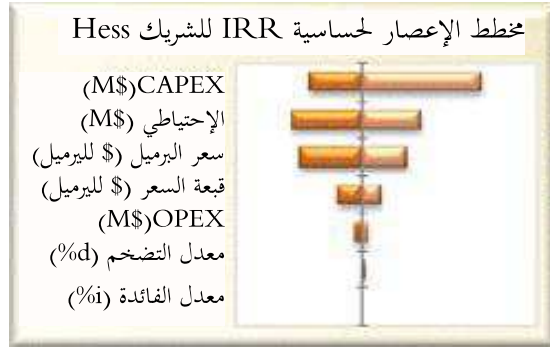 مخطط الإعصار لحساسية IRR للشريك Hess
(M$)CAPEX
الإحتياطي (M$)
سعر البرميل ($ لليرميل)
قبعة السعر ($ لليرميل)
(M$)OPEX
معدل التضخم (d%)
معدل الفائدة (i%)